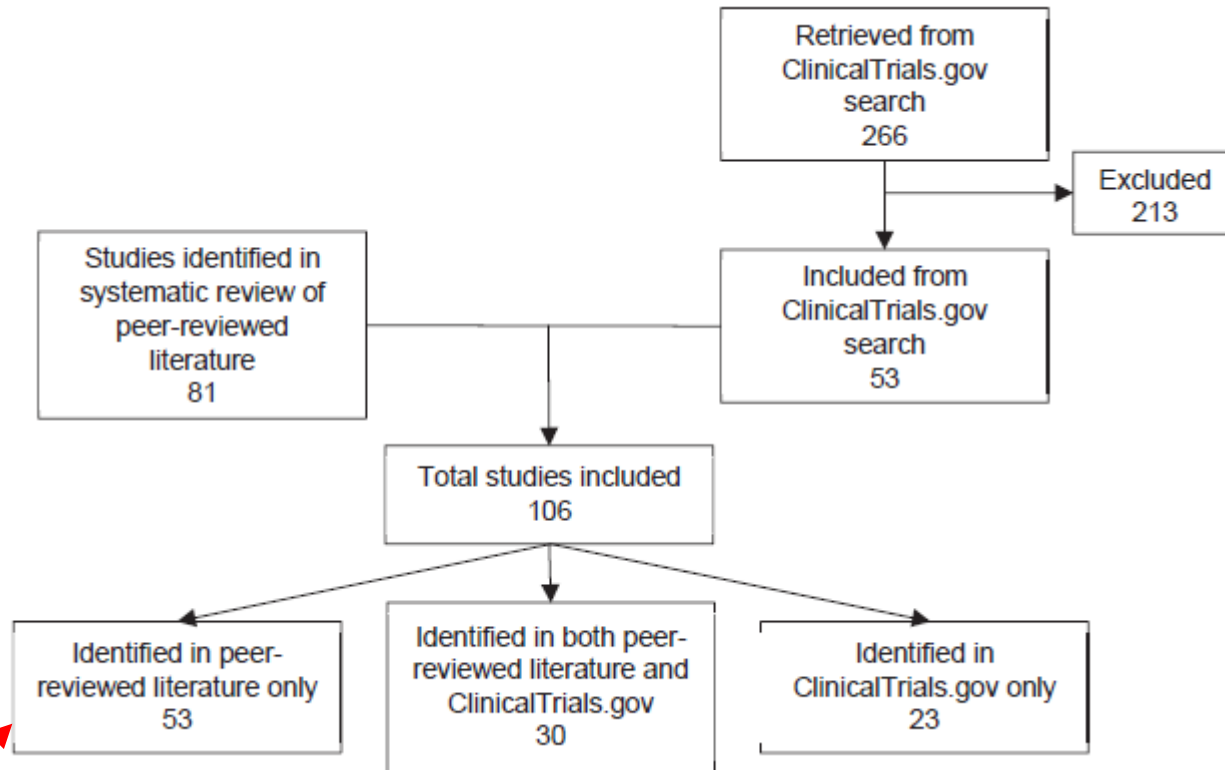 Retrieved from
ClinicalTrials.gov
search
266
Excluded
213
Studies identified in
systematic review of
peer-reviewed
literature
81
Included from
ClinicalTrials.gov
search
53
Total studies included
106
Identified in peer-
reviewed literature only
53
Identified in both peer-
reviewed literature and
ClinicalTrials.gov
30
Identified in
ClinicalTrials.gov only
23